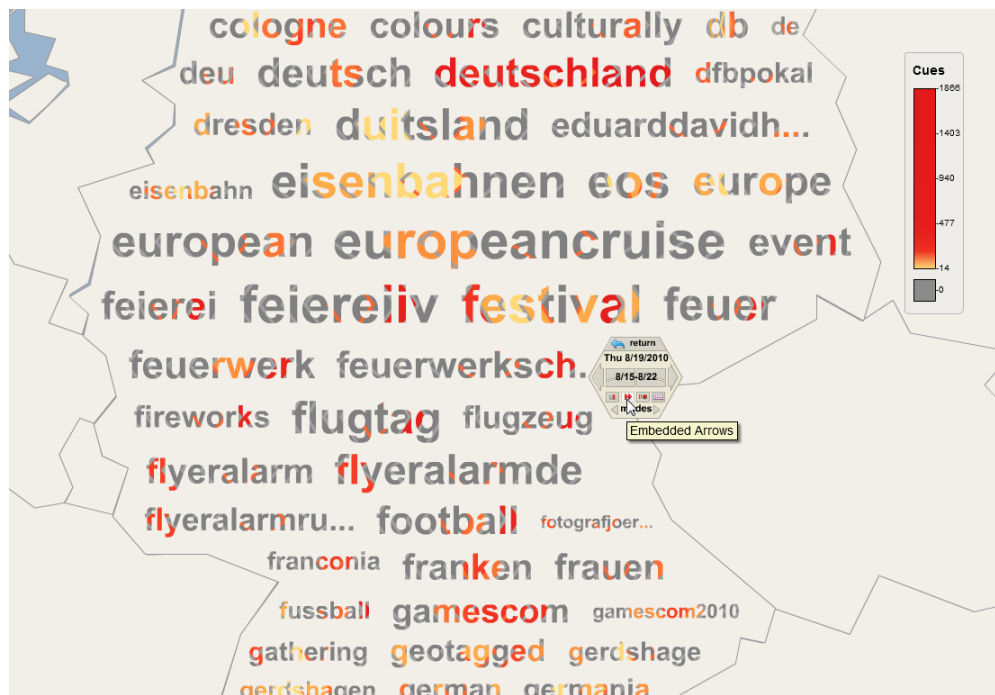 cologne colours culturally db de
deu deutsch deutschland dfbpokal
dresden duitsland eduarddavidh...
eisenbahn eisenbahnen eos europe
european europeancruise event
feierei feiereiiv festival feuer
feuerwerk feuerwerksch..
return
Thu 8/19/2010
8/15-8/22
modes
Embedded Arrows
fireworks flugtag flugzeug
flyeralarm flyeralarmde
flyeralarmru... football fotografjoer...
franconia franken frauen
fussball gamescom gamescom2010
gathering geotagged gerdshage
gerdshagen german germania
Cues
1866
1403
940
477
14
0